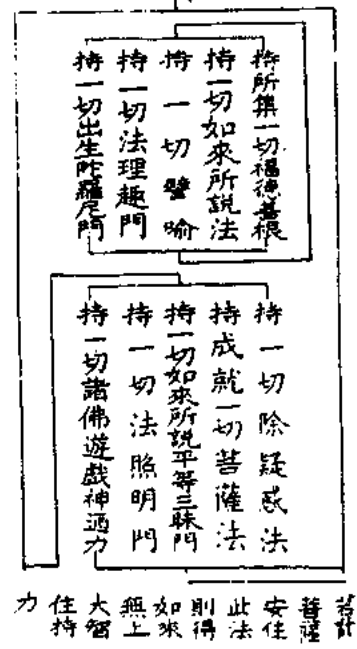 持所集一切福德善根
持一切如來所說法
持一切譬喻
持一切法理趣門
持一切出生陀羅尼門
持一切除疑惑法
持成就一切菩薩法
持一切如來所說平等三昧門
持一切法照明門
持一切諸佛遊戲神通力
若計
菩薩
安住
此法
則得
如來
無上
大智
住持
力